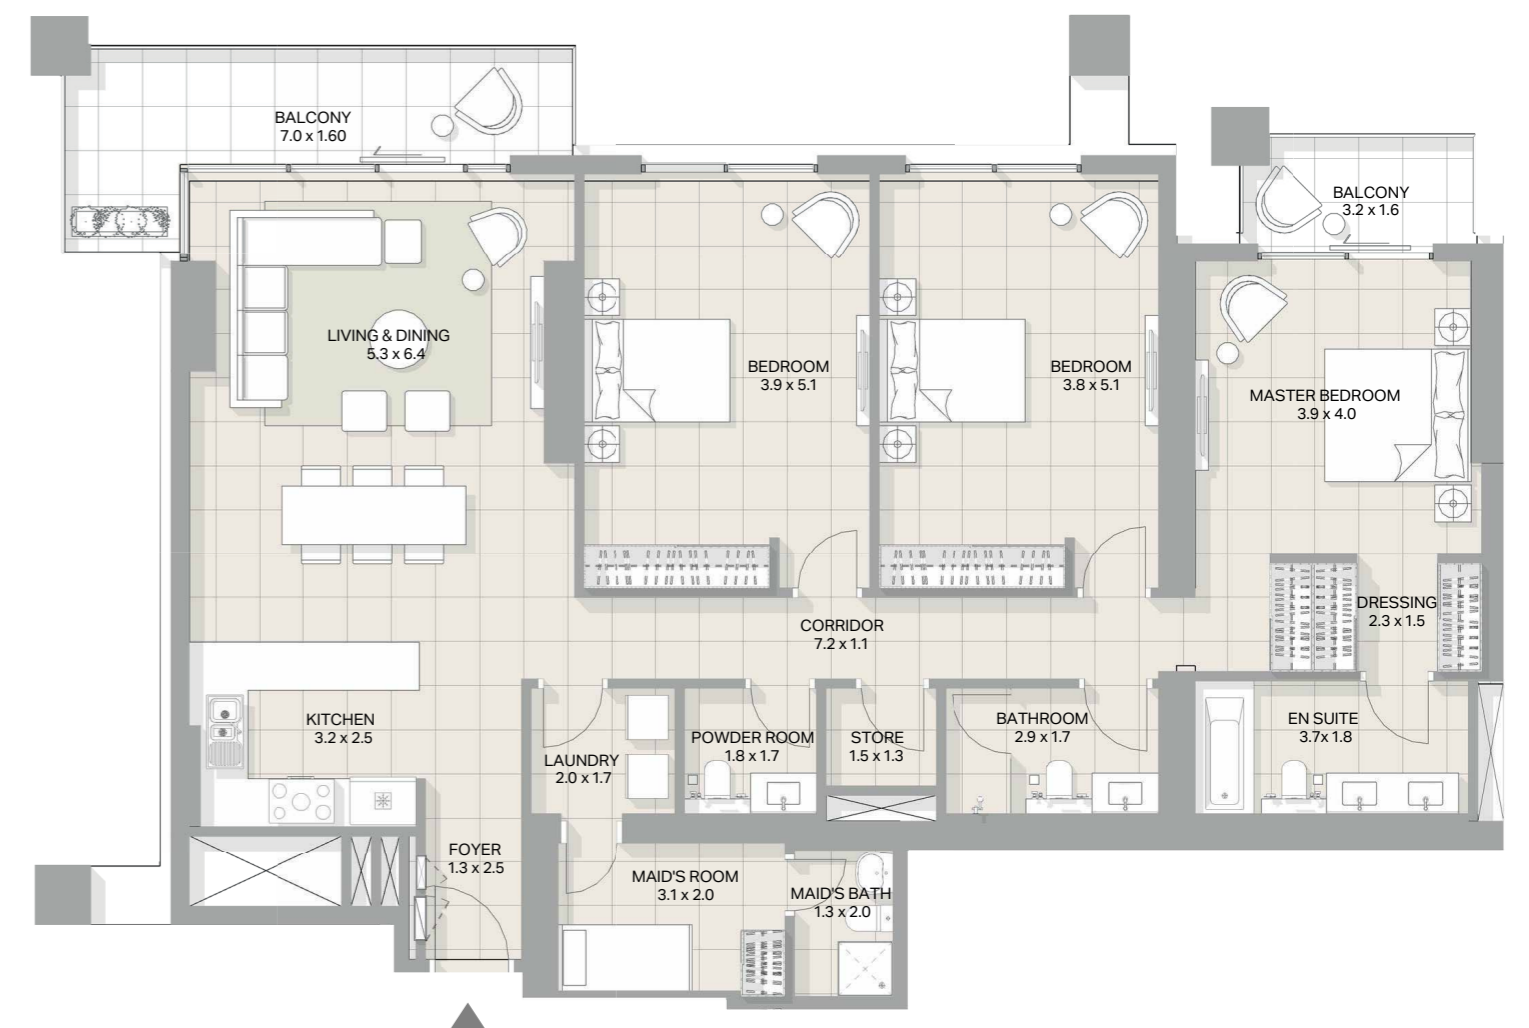 BALCONY
7.0 x 1.60
BALCONY
3.2 x 1.6
LIVING & DINING
5.3 x 6.4
BEDROOM
3.9 x 5.1
BEDROOM
3.8 x 5.1
MASTER BEDROOM
3.9 x 4.0
DRESSING
2.3 x 1.5
CORRIDOR
7.2 x 1.1
KITCHEN
3.2 x 2.5
LAUNDRY
2.0 x 1.7
POWDER ROOM
1.8 x 1.7
STORE
1.5 x 1.3
BATHROOM
2.9 x 1.7
EN SUITE
3.7x 1.8
FOYER
1.3 x 2.5
MAID'S ROOM
3.1 x 2.0
MAID'S BATH
1.3 x 2.0